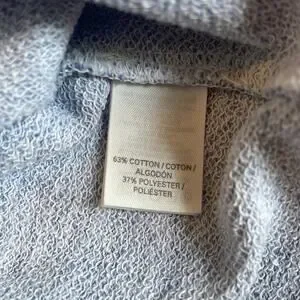 63% COTTON / COTON /
ALGODÓN
37% POLYESTER /
POLIÉSTER